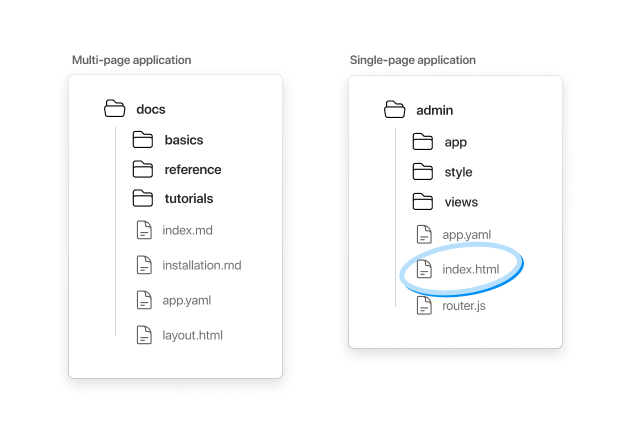 Multi-page application
docs
basics
reference
tutorials
index.md
installation.md
app.yaml
layout.html
Single-page application
admin
app
style
views
app.yaml
index.html
router.js